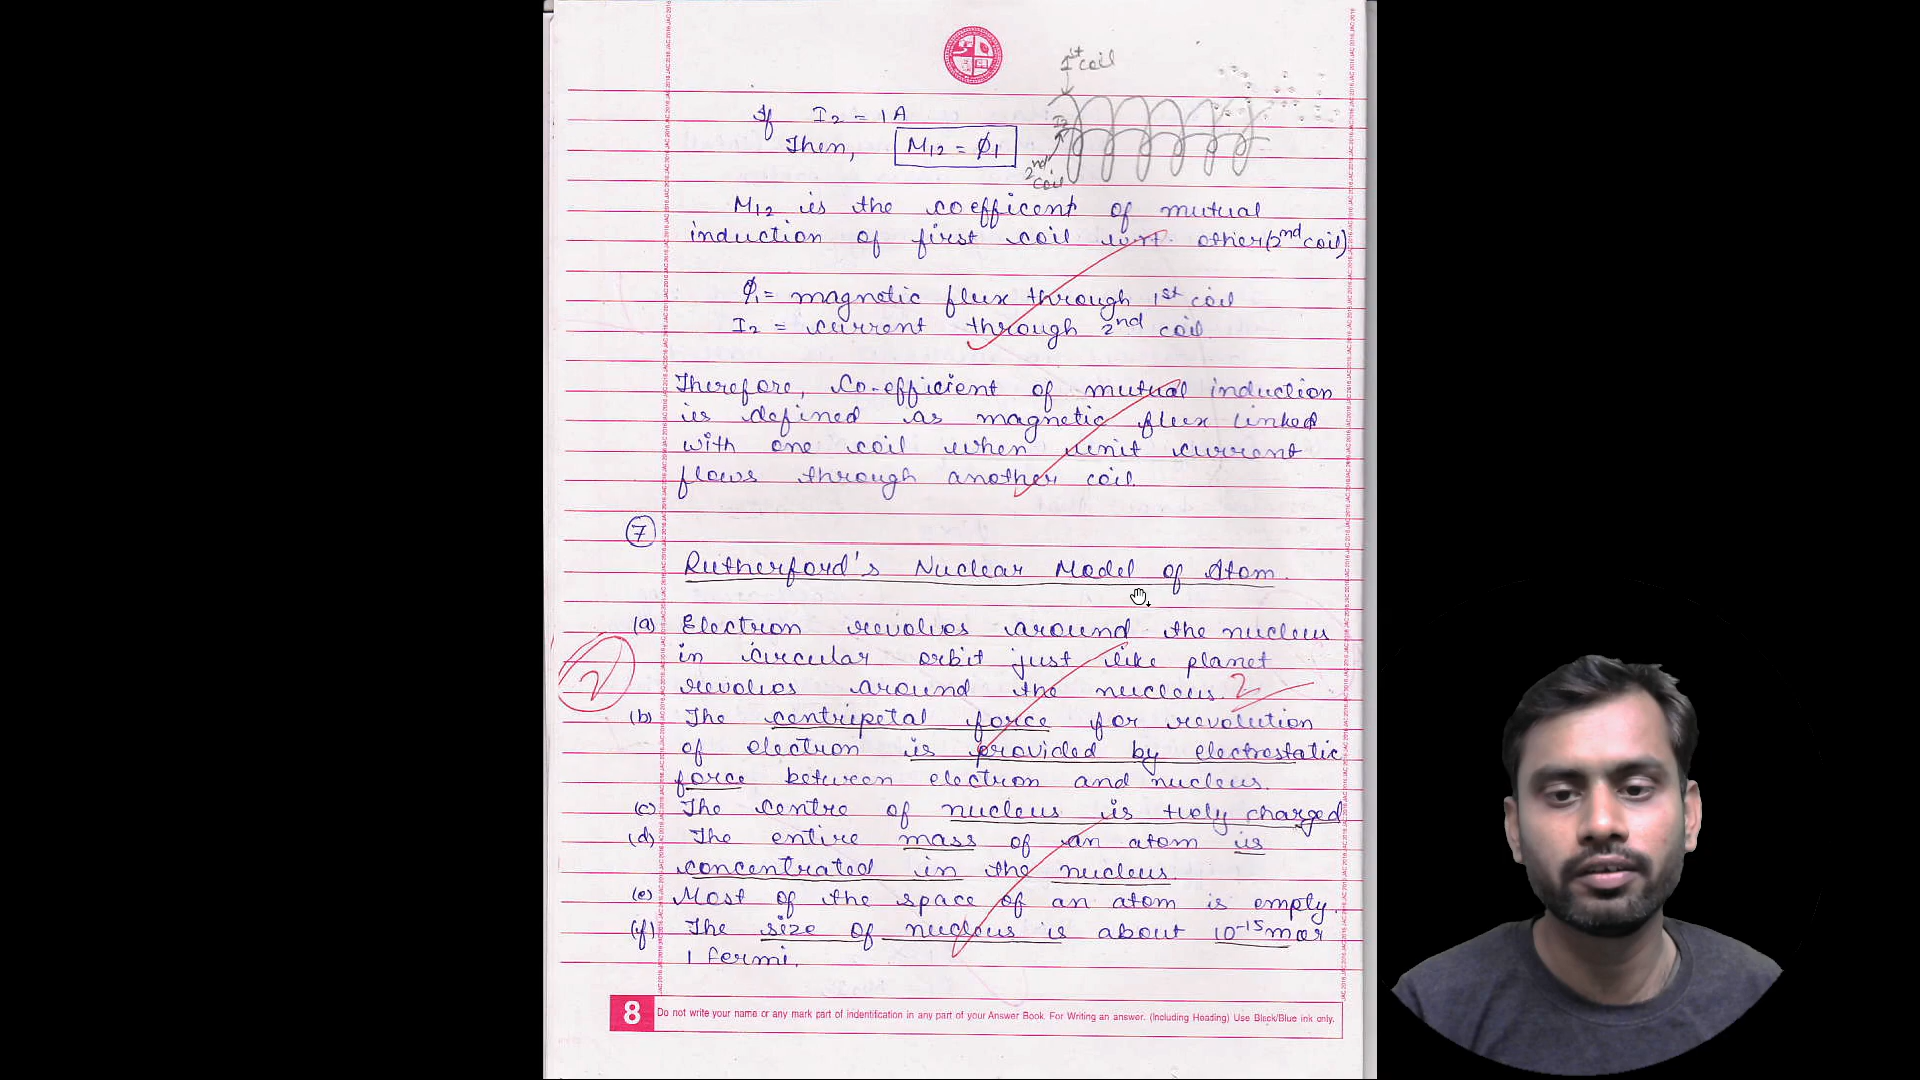 1st coil
If I2 = 1A
Then, M12 = ϕ1
I2
2nd coil
M12 is the coefficent of mutual
induction of first coil w.r.t. other(2nd coil)
ϕ1= magnetic flux through 1st coil
I2 = current through 2nd coil
Therefore, Co-efficient of mutual induction
is defined as magnetic flux linked
with one coil when unit current
flows through another coil.
7
Rutherford's Nuclear Model of Atom.
(a) Electron revolves around the nucleus
in circular orbit just like planet
revolves around the nucleus. 2
2
(b) The centripetal force for revolution
of electron is provided by electrostatic
force between electron and nucleus.
(c) The centre of nucleus is +vely charged
(d) The entire mass of an atom is
concentrated in the nucleus.
(e) Most of the space of an atom is empty.
(f) The size of nucleus is about 10-15m or
1 fermi.
8 Do not write your name or any mark part of indentification in any part of your Answer Book. For Writing an answer. (Including Heading) Use Black/Blue ink only.